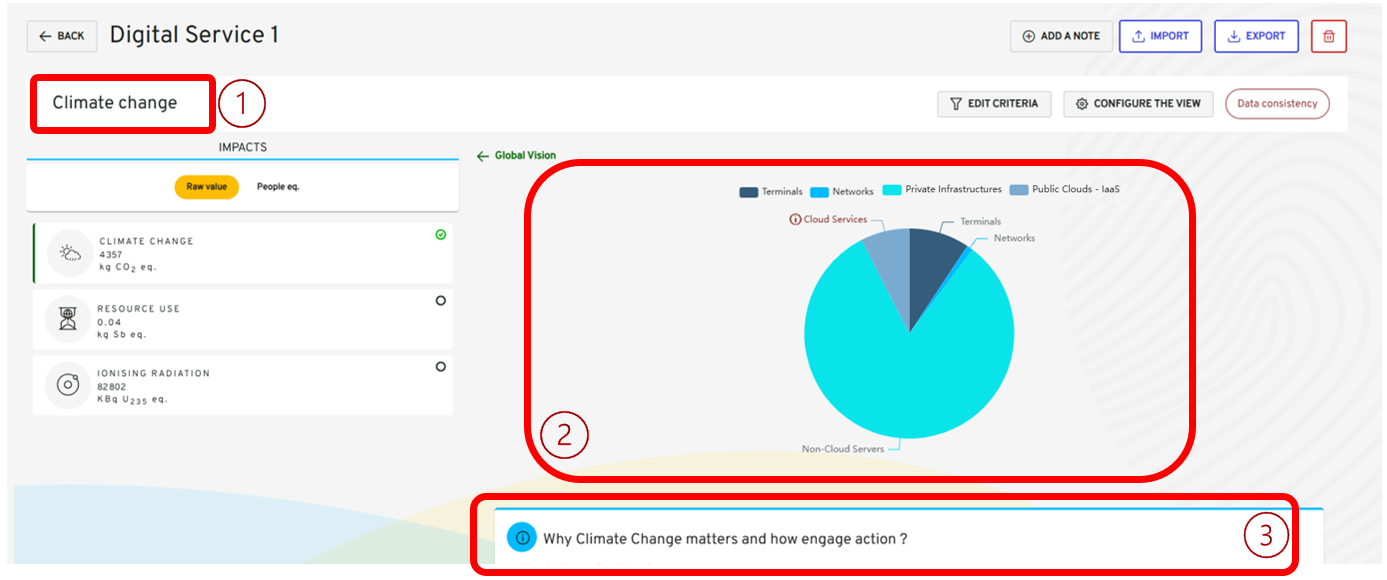 BACK
Digital Service 1
ADD A NOTE
IMPORT
EXPORT
Climate change
1
EDIT CRITERIA
CONFIGURE THE VIEW
Data consistency
IMPACTS
Raw value
People eq.
CLIMATE CHANGE
4357
kg CO2 eq.
RESOURCE USE
0.04
kg Sb eq.
IONISING RADIATION
82802
KBq U235 eq.
Global Vision
Terminals
Networks
Private Infrastructures
Public Clouds - IaaS
Cloud Services
Terminals
Networks
Non-Cloud Servers
2
Why Climate Change matters and how engage action ?
3